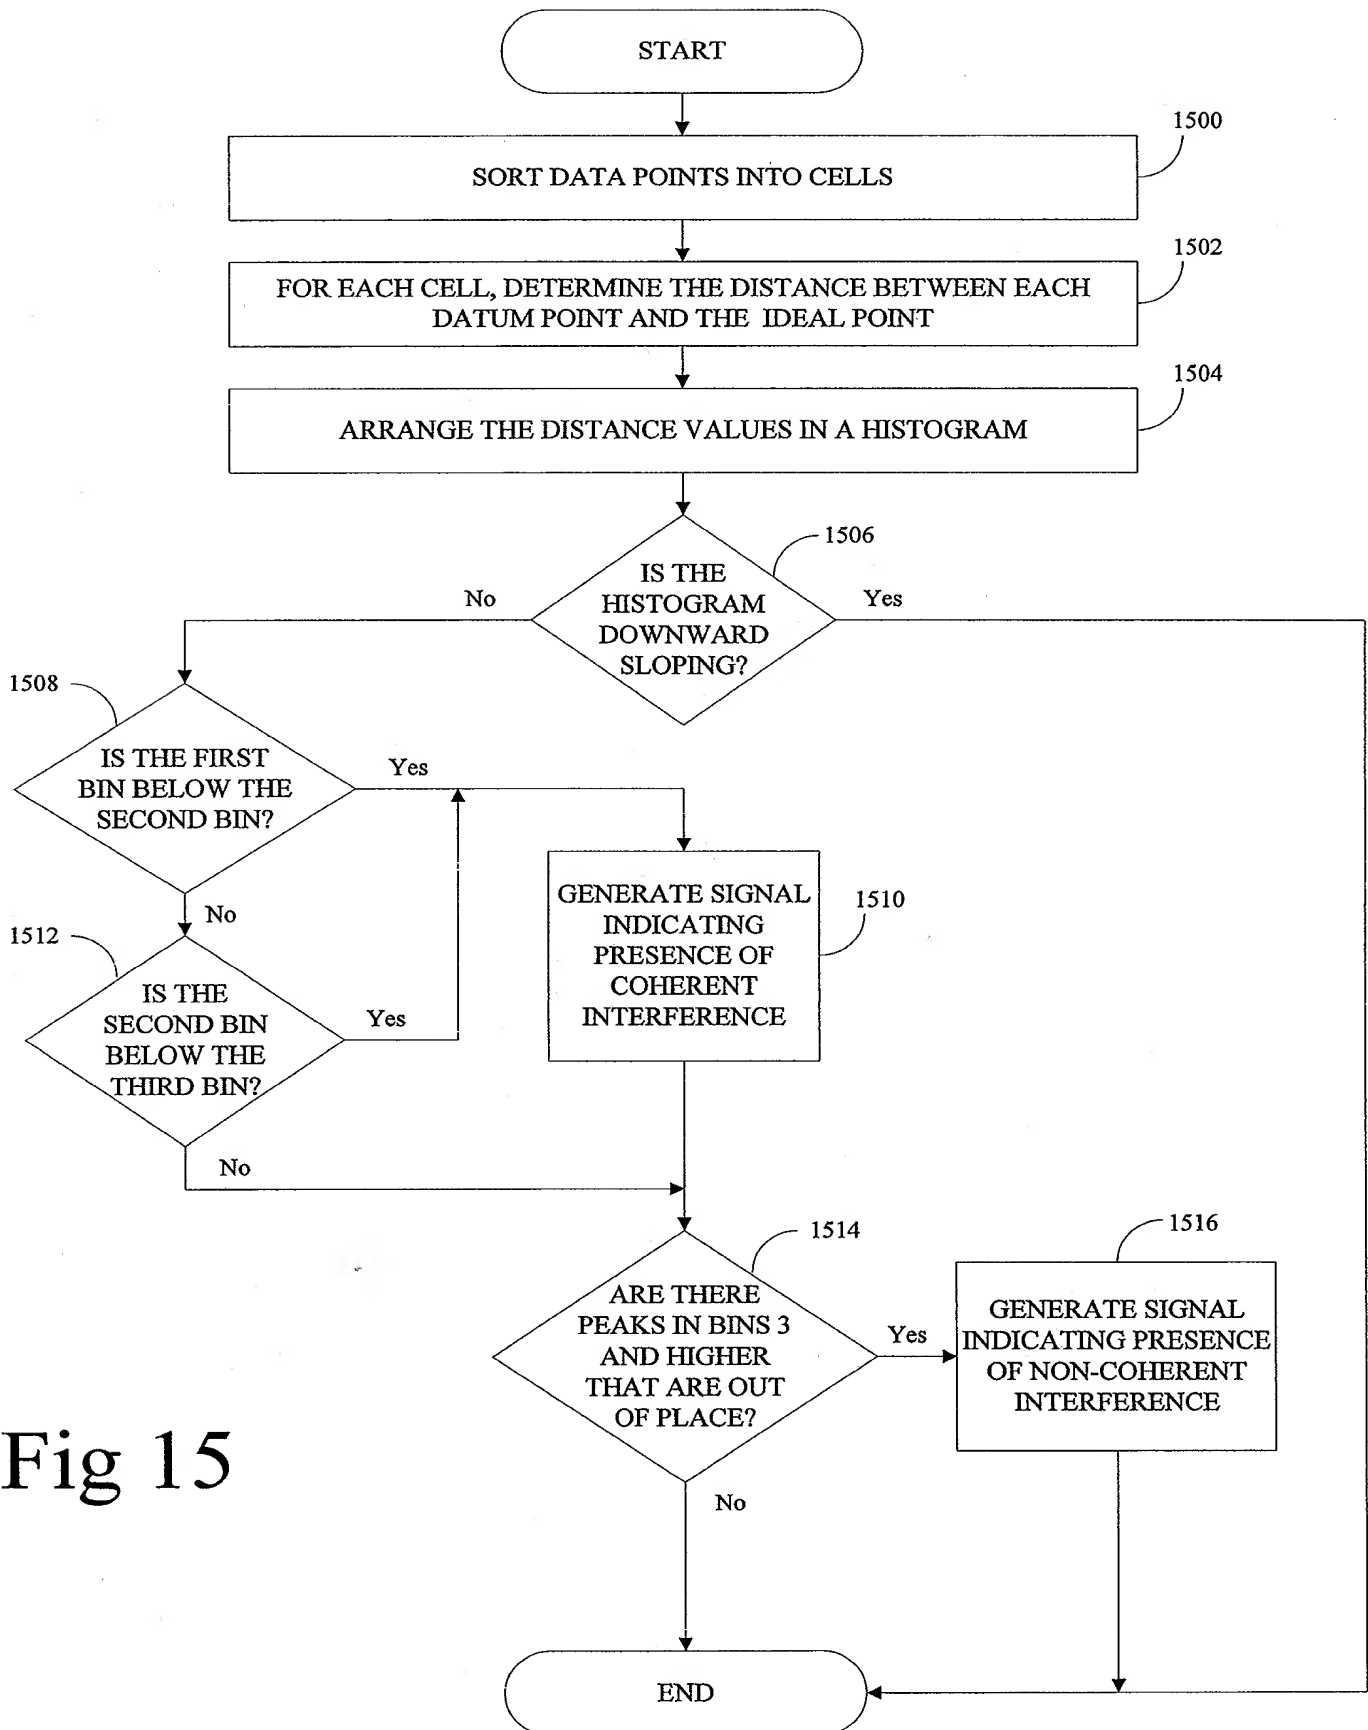 START
1500
SORT DATA POINTS INTO CELLS
1502
FOR EACH CELL, DETERMINE THE DISTANCE BETWEEN EACH
DATUM POINT AND THE IDEAL POINT
1504
ARRANGE THE DISTANCE VALUES IN A HISTOGRAM
1506
IS THE
HISTOGRAM
DOWNWARD
SLOPING?
No
Yes
1508
IS THE FIRST
BIN BELOW THE
SECOND BIN?
Yes
No
1510
GENERATE SIGNAL
INDICATING
PRESENCE OF
COHERENT
INTERFERENCE
1512
IS THE
SECOND BIN
BELOW THE
THIRD BIN?
Yes
No
1514
ARE THERE
PEAKS IN BINS 3
AND HIGHER
THAT ARE OUT
OF PLACE?
Yes
No
1516
GENERATE SIGNAL
INDICATING PRESENCE
OF NON-COHERENT
INTERFERENCE
Fig 15
END